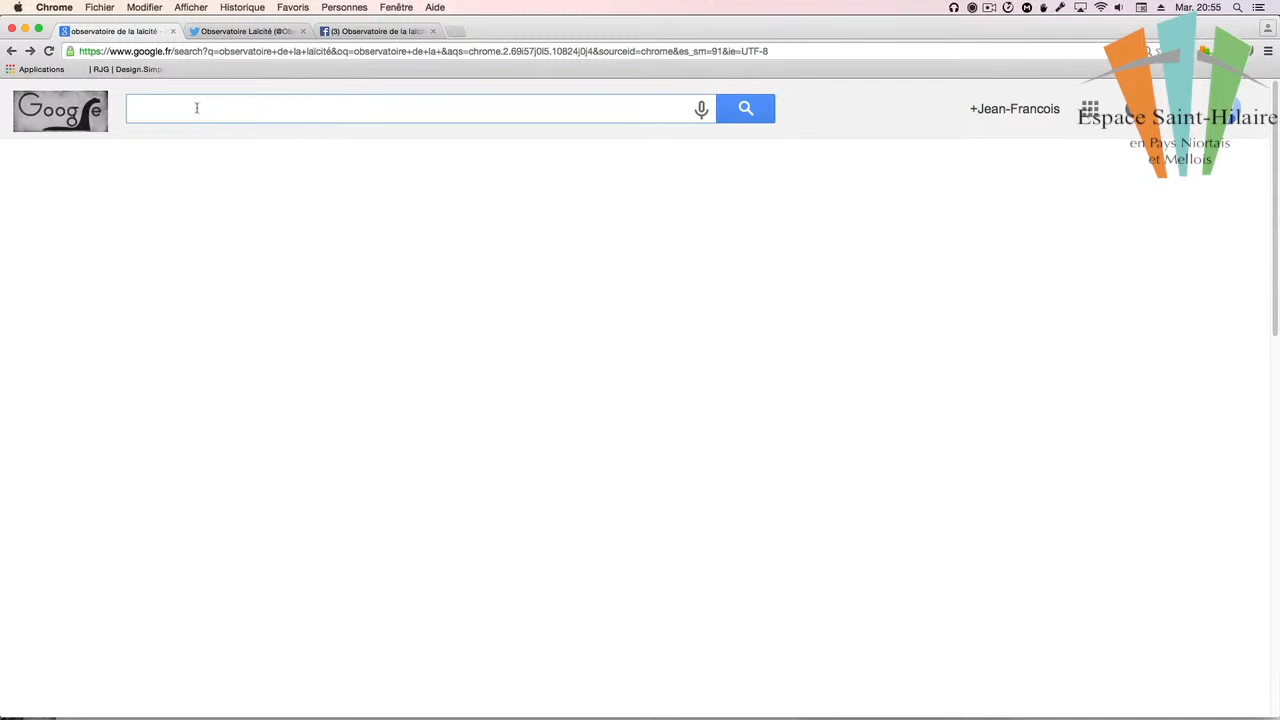 Chrome Fichier Modifier Afficher Historique Favoris Personnes Fenêtre Aide Mar. 20:55
observatoire de la laïcité - Observatoire Laïcité (@Obs (3) Observatoire de la laïcité
https://www.google.fr/search?q=observatoire+de+la+laïcité&oq=observatoire+de+la+&aqs=chrome.2.69i57j0l5.10824j0j4&sourceid=chrome&es_sm=91&ie=UTF-8
Applications | RJG | Design.Simp
Google +Jean-Francois
Espace Saint-Hilaire
en Pays Niortais
et Mellois